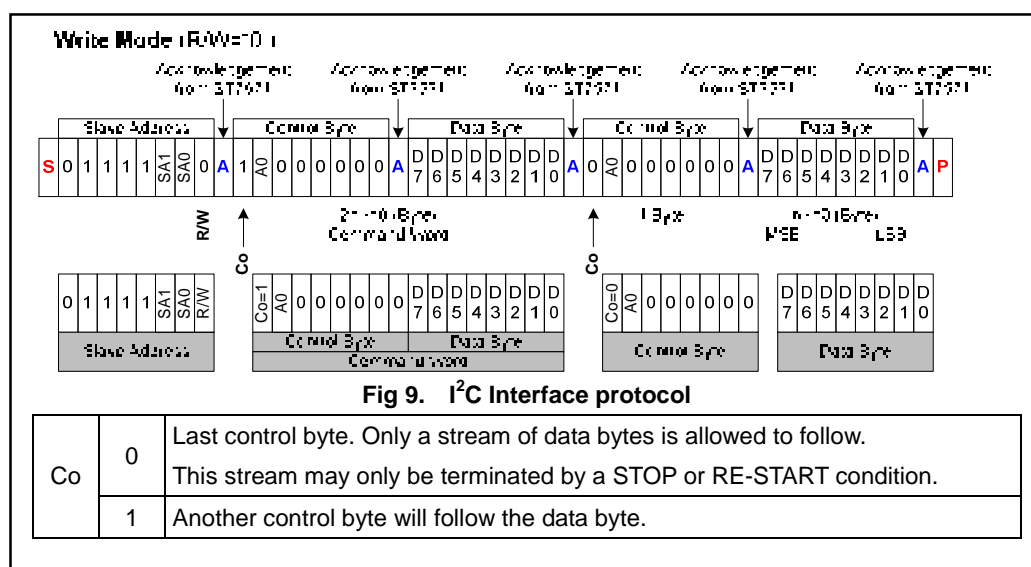 Write Mode (R/W=0)
Acknowledgement Acknowledgement Acknowledgement Acknowledgement Acknowledgement
from from from from from
Slave Address Control Byte Data Byte Control Byte Data Byte
S 0 1 1 1 1 SA1 SA0 0 A 1 A0 0 0 0 0 0 0 A D7 D6 D5 D4 D3 D2 D1 D0 A 0 A0 0 0 0 0 0 0 A D7 D6 D5 D4 D3 D2 D1 D0 A P
R/W Co Command Word Co 1 Byte MSB LSB
0 1 1 1 1 SA1 SA0 R/W Co=1 A0 0 0 0 0 0 0 D7 D6 D5 D4 D3 D2 D1 D0 Co=0 A0 0 0 0 0 0 0 D7 D6 D5 D4 D3 D2 D1 D0
Slave Address Control Byte Data Byte Control Byte Data Byte
Command Word
Fig 9. I²C Interface protocol
Co 0 Last control byte. Only a stream of data bytes is allowed to follow.
This stream may only be terminated by a STOP or RE-START condition.
1 Another control byte will follow the data byte.